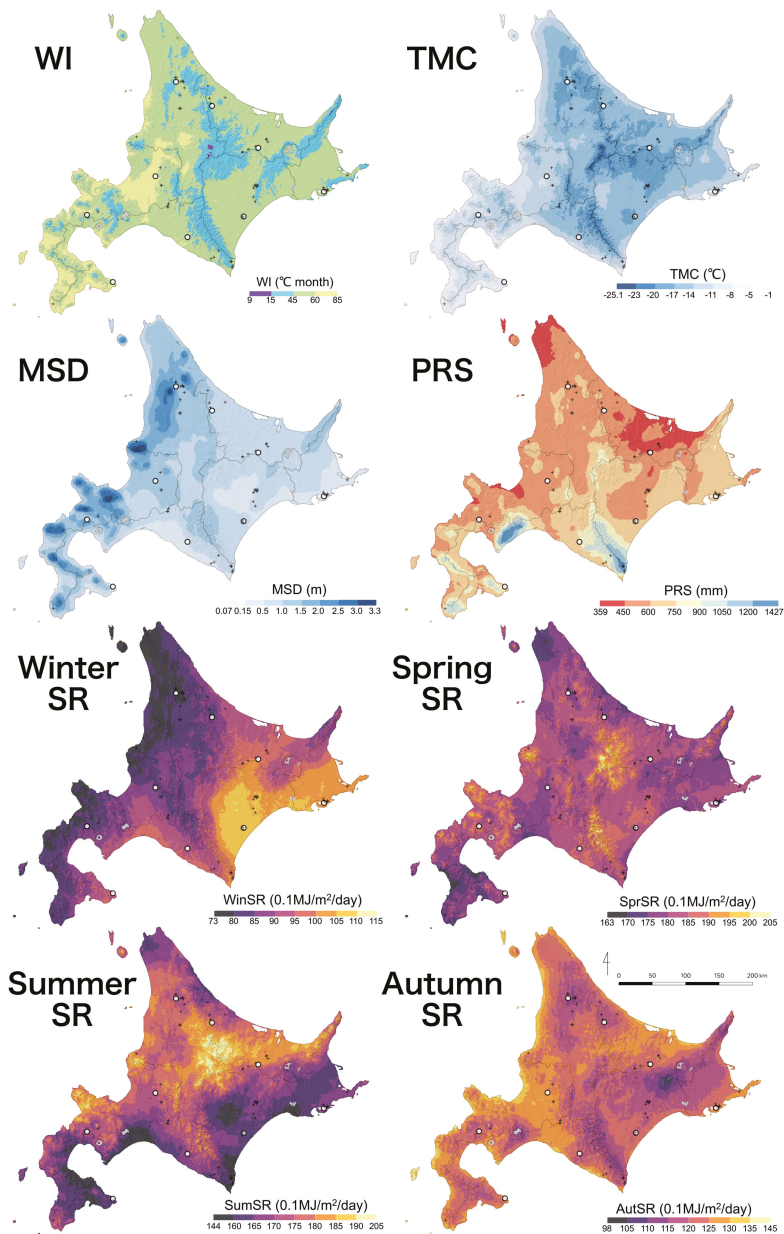 WI
WI (℃ month)
9 15 45 60 85
TMC
TMC (℃)
-25.1 -23 -20 -17 -14 -11 -8 -5 -1
MSD
MSD (m)
0.07 0.15 0.5 1.0 1.5 2.0 2.5 3.0 3.3
PRS
PRS (mm)
359 450 600 750 900 1050 1200 1427
Winter
SR
WinSR (0.1MJ/m²/day)
73 80 85 90 95 100 105 110 115
Spring
SR
SprSR (0.1MJ/m²/day)
163 170 175 180 185 190 195 200 205
Summer
SR
SumSR (0.1MJ/m²/day)
144 160 165 170 175 180 185 190 205
Autumn
SR
0 50 100 150 200 km
AutSR (0.1MJ/m²/day)
98 105 110 115 120 125 130 135 145